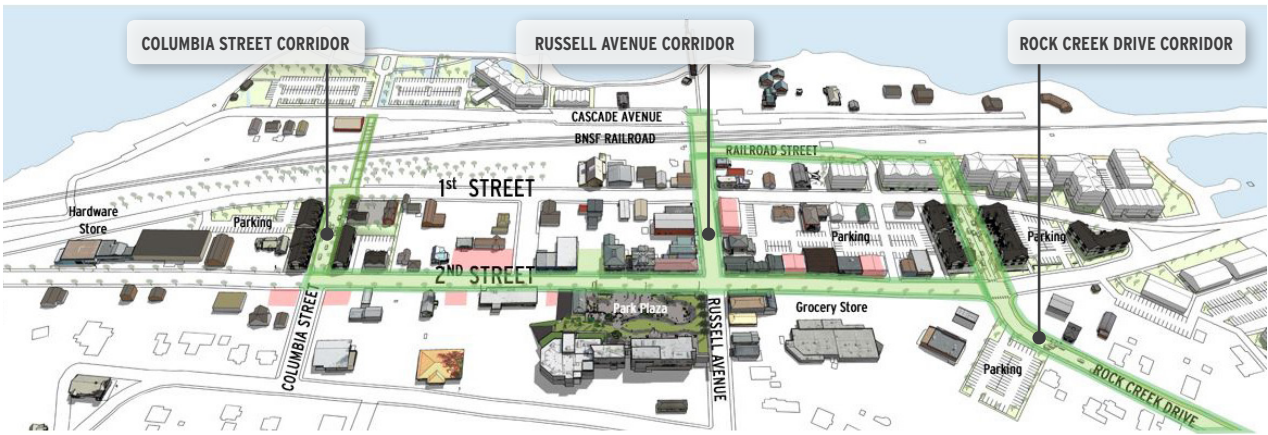 COLUMBIA STREET CORRIDOR
RUSSELL AVENUE CORRIDOR
ROCK CREEK DRIVE CORRIDOR
CASCADE AVENUE
BNSF RAILROAD
RAILROAD STREET
1st STREET
Hardware
Store
Parking
Parking
Parking
2ND STREET
COLUMBIA STREET
Park Plaza
RUSSELL AVENUE
Grocery Store
Parking
ROCK CREEK DRIVE